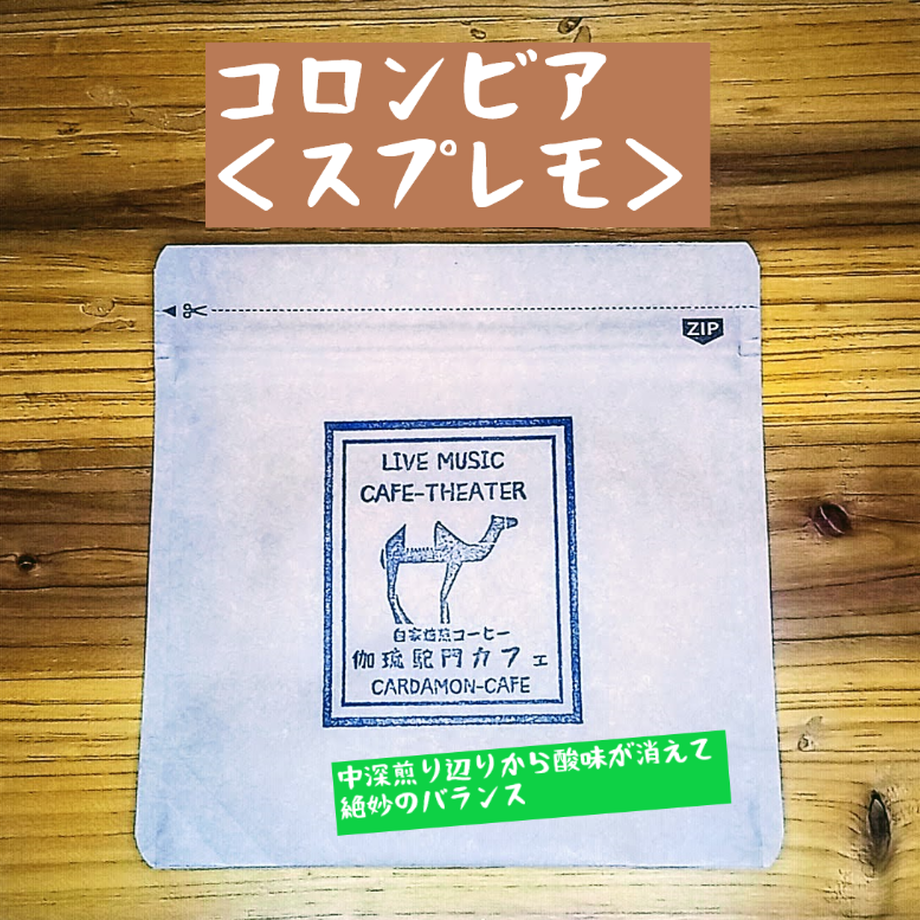 コロンビア
＜スプレモ＞
ZIP
LIVE MUSIC
CAFE-THEATER
自家焙煎コーヒー
伽琉駝門カフェ
CARDAMON-CAFE
中深煎り辺りから酸味が消えて
絶妙のバランス